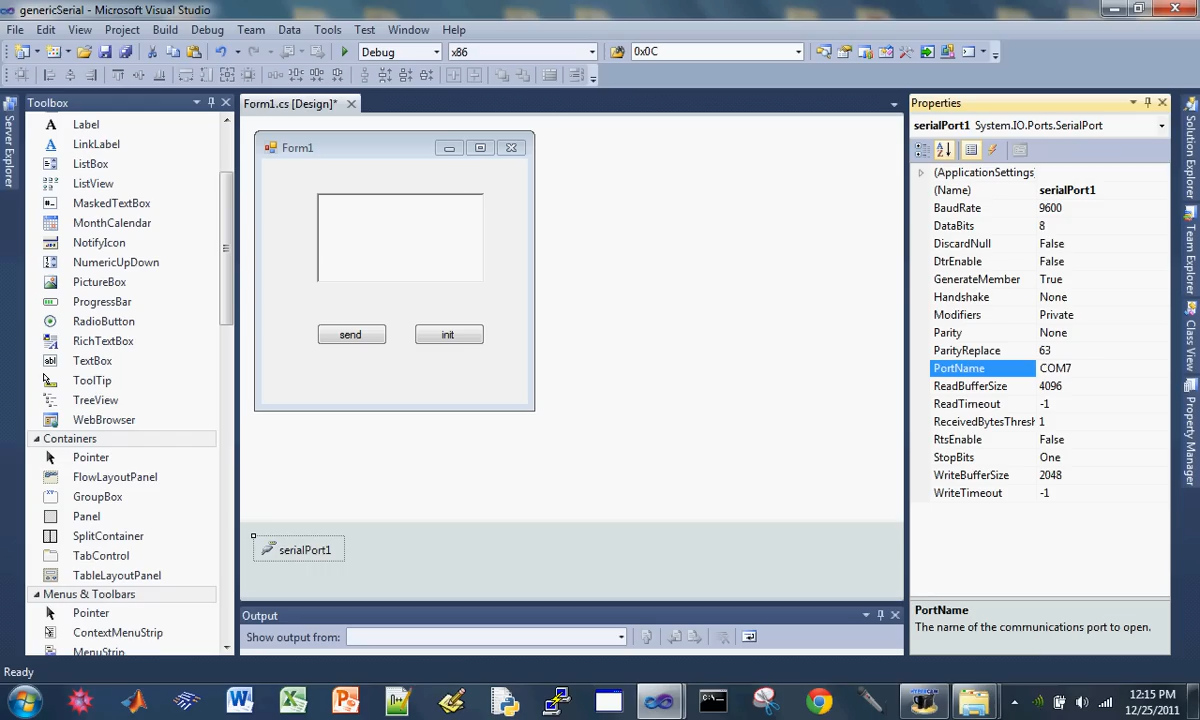 genericSerial - Microsoft Visual Studio
File Edit View Project Build Debug Team Data Tools Test Window Help
Debug x86 0x0C
Server Explorer
Toolbox
Label
LinkLabel
ListBox
ListView
MaskedTextBox
MonthCalendar
NotifyIcon
NumericUpDown
PictureBox
ProgressBar
RadioButton
RichTextBox
TextBox
ToolTip
TreeView
WebBrowser
Containers
Pointer
FlowLayoutPanel
GroupBox
Panel
SplitContainer
TabControl
TableLayoutPanel
Menus & Toolbars
Pointer
ContextMenuStrip
MenuStrip
Form1.cs [Design]*
Form1
send init
serialPort1
Output
Show output from:
Properties
serialPort1 System.IO.Ports.SerialPort
(ApplicationSettings
(Name) serialPort1
BaudRate 9600
DataBits 8
DiscardNull False
DtrEnable False
GenerateMember True
Handshake None
Modifiers Private
Parity None
ParityReplace 63
PortName COM7
ReadBufferSize 4096
ReadTimeout -1
ReceivedBytesThresh 1
RtsEnable False
StopBits One
WriteBufferSize 2048
WriteTimeout -1
PortName
The name of the communications port to open.
Solution Explorer
Team Explorer
Class View
Property Manager
Ready
12:15 PM
12/25/2011